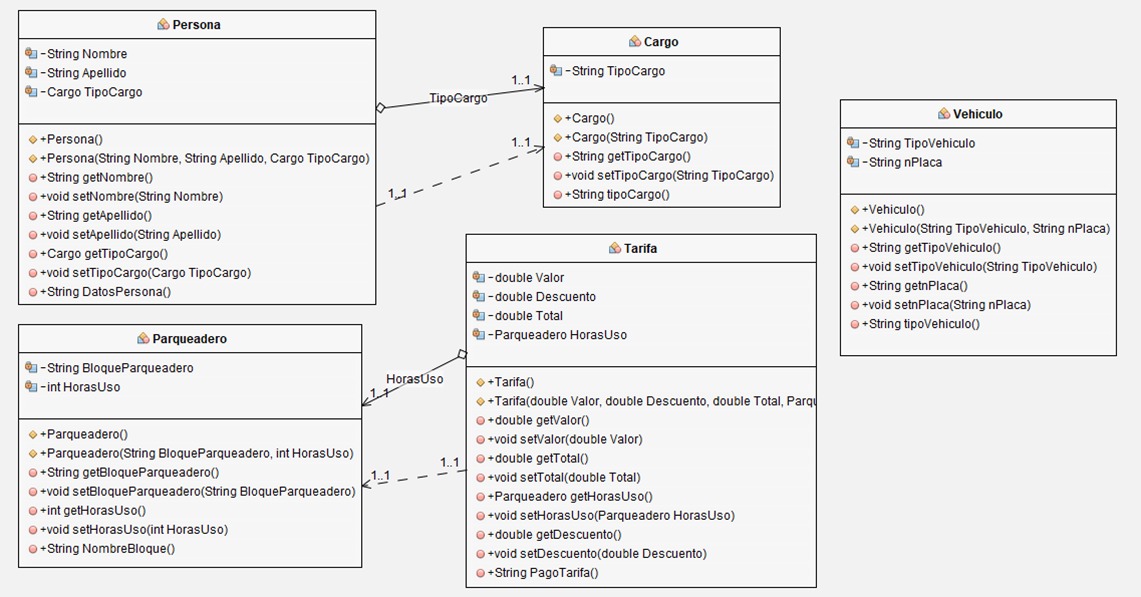 Persona
-String Nombre
-String Apellido
-Cargo TipoCargo
+Persona()
+Persona(String Nombre, String Apellido, Cargo TipoCargo)
+String getNombre()
+void setNombre(String Nombre)
+String getApellido()
+void setApellido(String Apellido)
+Cargo getTipoCargo()
+void setTipoCargo(Cargo TipoCargo)
+String DatosPersona()
TipoCargo
1..1
1..1
1..1
Cargo
-String TipoCargo
+Cargo()
+Cargo(String TipoCargo)
+String getTipoCargo()
+void setTipoCargo(String TipoCargo)
+String tipoCargo()
Vehiculo
-String TipoVehiculo
-String nPlaca
+Vehiculo()
+Vehiculo(String TipoVehiculo, String nPlaca)
+String getTipoVehiculo()
+void setTipoVehiculo(String TipoVehiculo)
+String getnPlaca()
+void setnPlaca(String nPlaca)
+String tipoVehiculo()
Parqueadero
-String BloqueParqueadero
-int HorasUso
+Parqueadero()
+Parqueadero(String BloqueParqueadero, int HorasUso)
+String getBloqueParqueadero()
+void setBloqueParqueadero(String BloqueParqueadero)
+int getHorasUso()
+void setHorasUso(int HorasUso)
+String NombreBloque()
HorasUso
1..1
1..1
1..1
Tarifa
-double Valor
-double Descuento
-double Total
-Parqueadero HorasUso
+Tarifa()
+Tarifa(double Valor, double Descuento, double Total, Parqu
+double getValor()
+void setValor(double Valor)
+double getTotal()
+void setTotal(double Total)
+Parqueadero getHorasUso()
+void setHorasUso(Parqueadero HorasUso)
+double getDescuento()
+void setDescuento(double Descuento)
+String PagoTarifa()